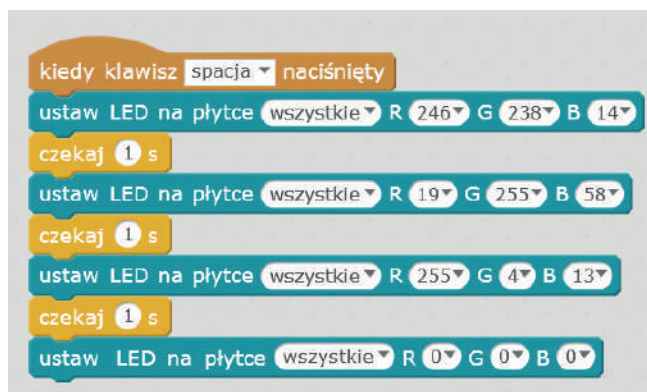 kiedy klawisz spacja naciśnięty
ustaw LED na płytce wszystkie R 246 G 238 B 14
czekaj 1 s
ustaw LED na płytce wszystkie R 19 G 255 B 58
czekaj 1 s
ustaw LED na płytce wszystkie R 255 G 4 B 13
czekaj 1 s
ustaw LED na płytce wszystkie R 0 G 0 B 0